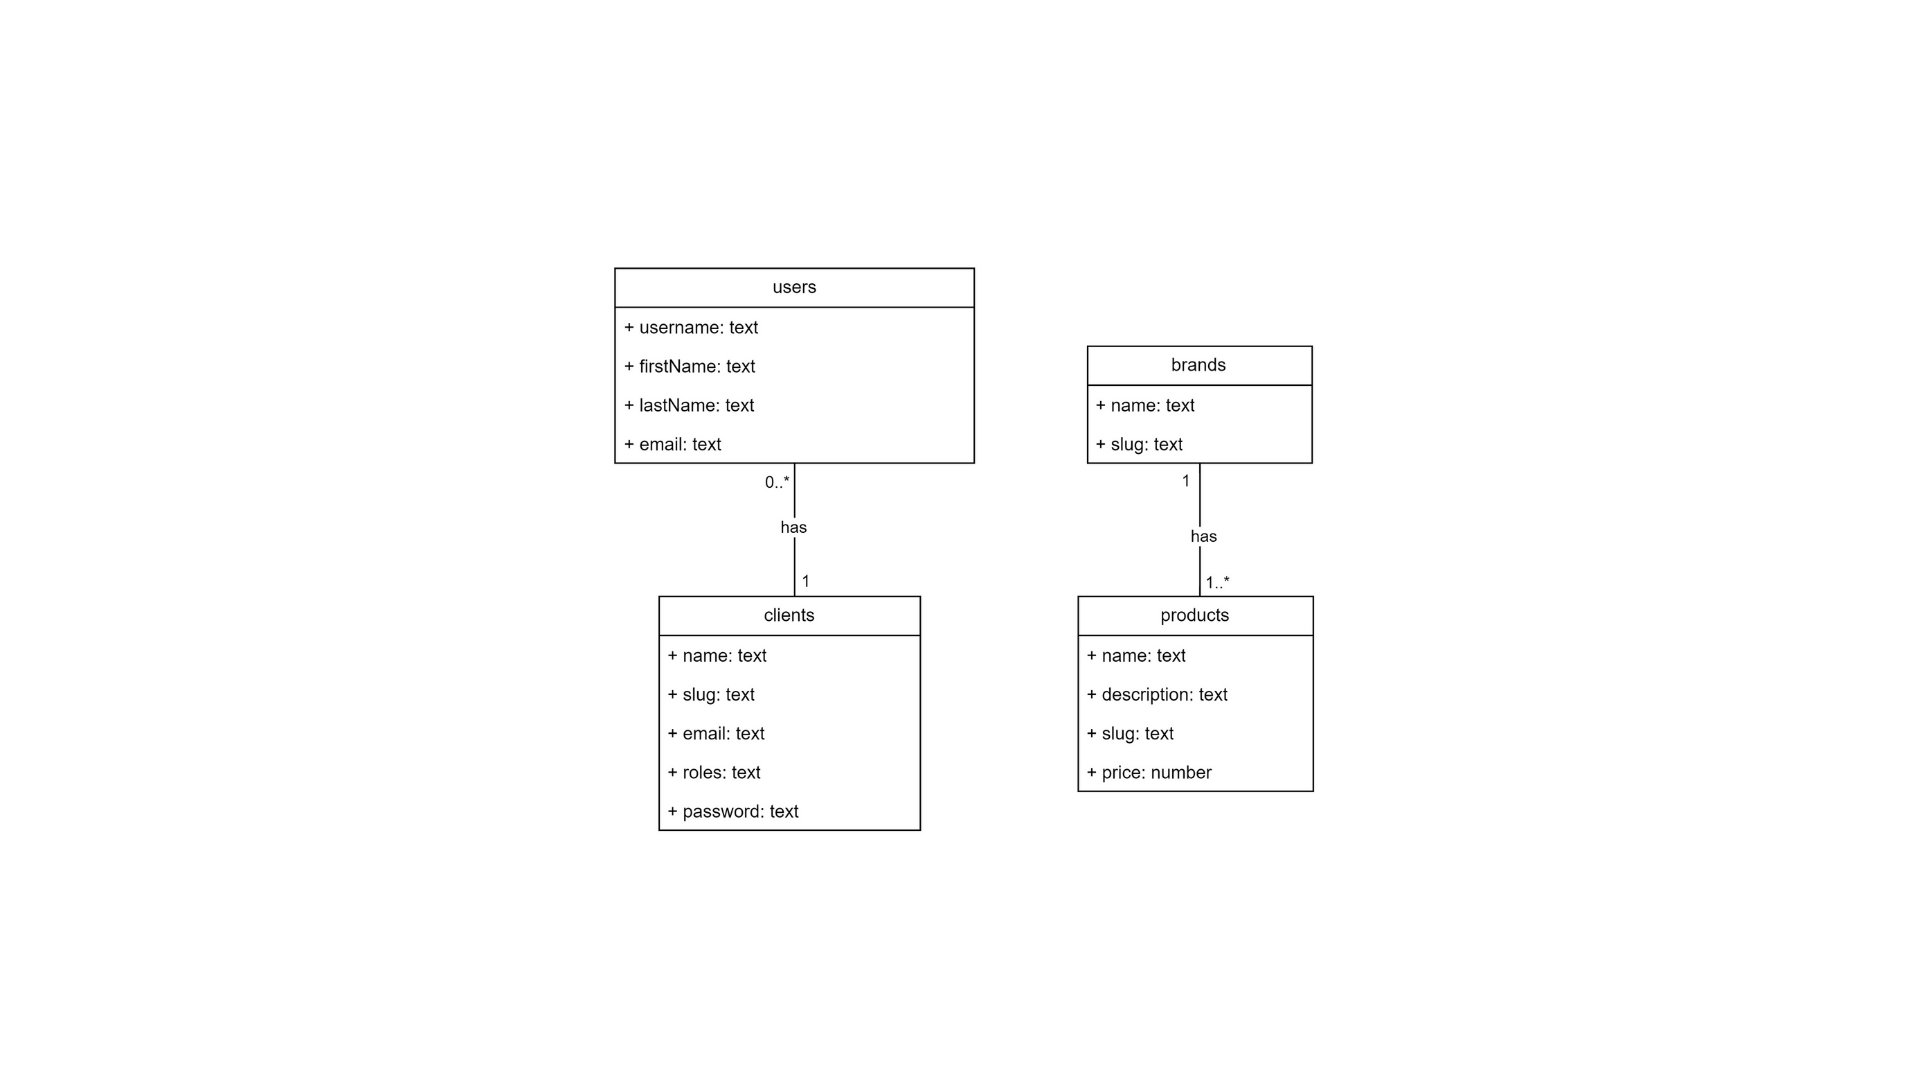 users
+ username: text
+ firstName: text
+ lastName: text
+ email: text
0..*
has
1
clients
+ name: text
+ slug: text
+ email: text
+ roles: text
+ password: text
brands
+ name: text
+ slug: text
1
has
1..*
products
+ name: text
+ description: text
+ slug: text
+ price: number